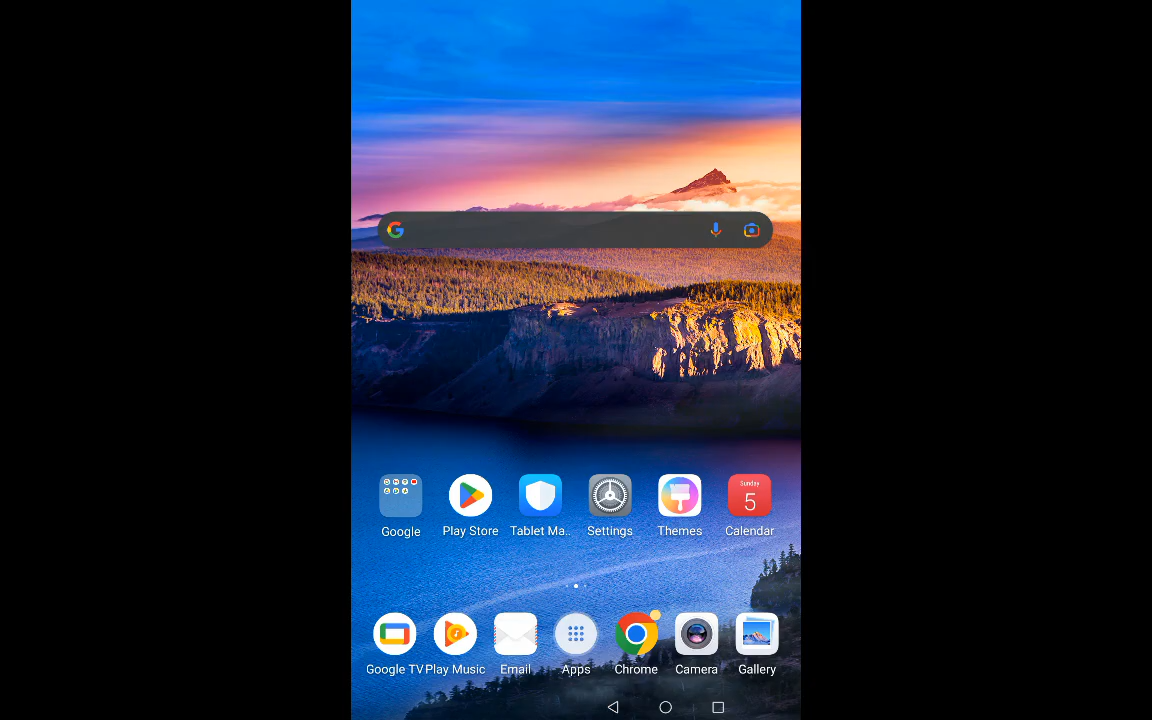 Sunday
5
Google
Play Store
Tablet Ma..
Settings
Themes
Calendar
Google TV
Play Music
Email
Apps
Chrome
Camera
Gallery